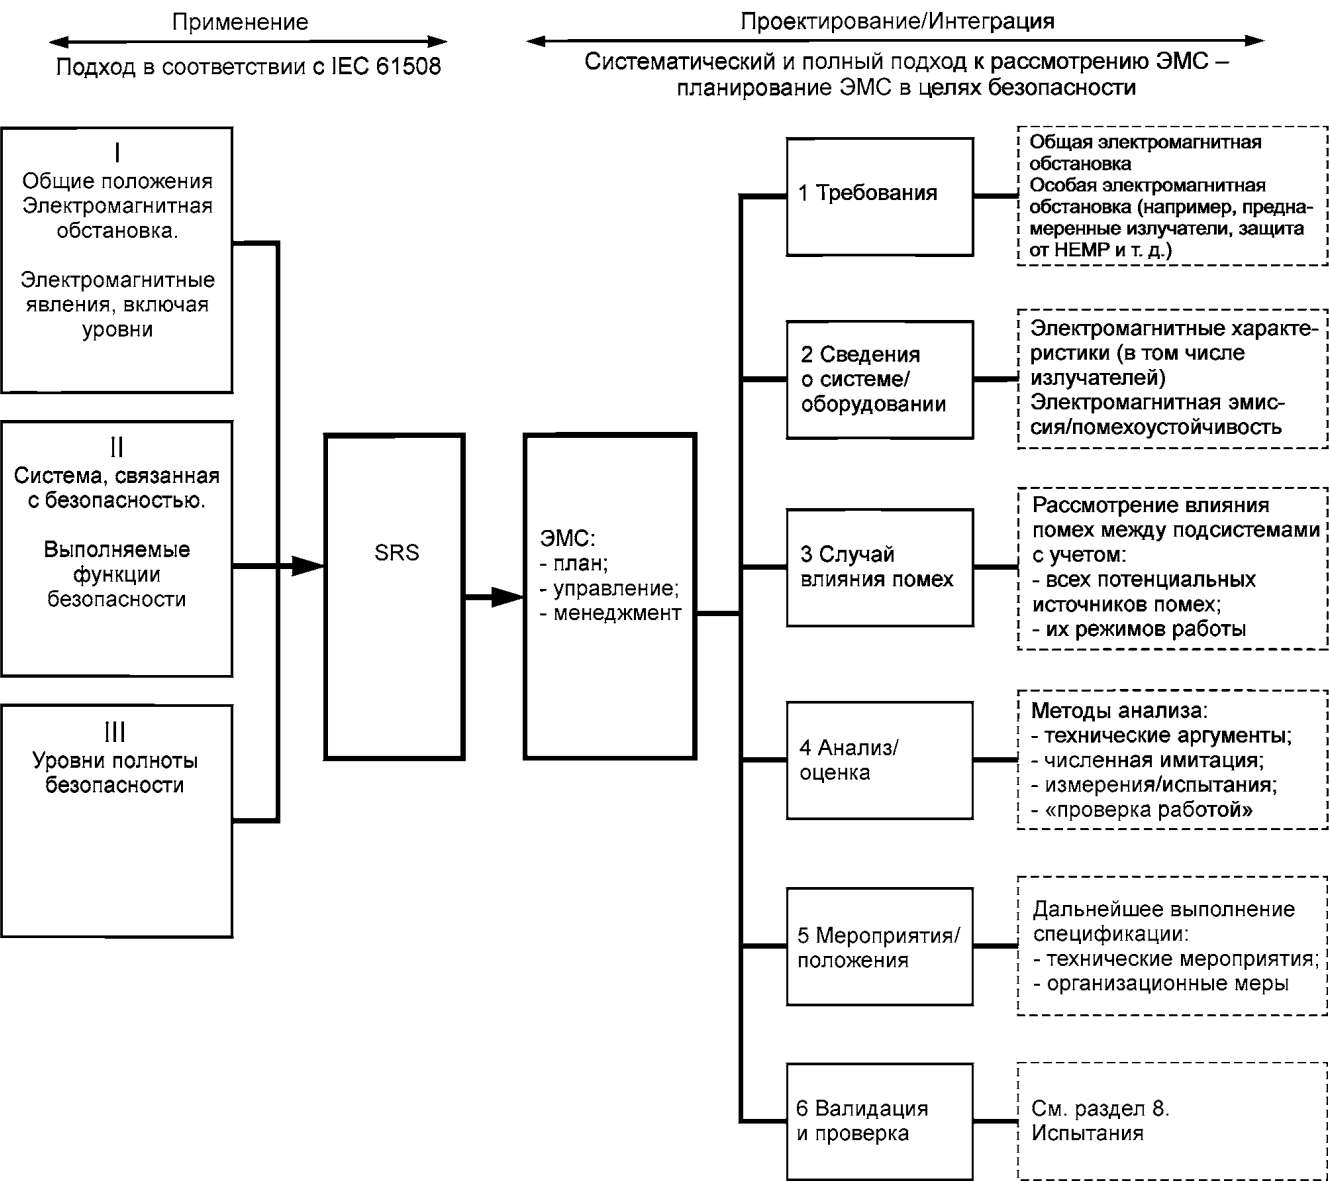 Применение
Подход в соответствии с IEC 61508
Проектирование/Интеграция
Систематический и полный подход к рассмотрению ЭМС –
планирование ЭМС в целях безопасности
I
Общие положения
Электромагнитная
обстановка.
Электромагнитные
явления, включая
уровни
II
Система, связанная
с безопасностью.
Выполняемые
функции
безопасности
III
Уровни полноты
безопасности
SRS
ЭМС:
- план;
- управление;
- менеджмент
1 Требования
Общая электромагнитная
обстановка
Особая электромагнитная
обстановка (например, предна-
меренные излучатели, защита
от HEMP и т. д.)
2 Сведения
о системе/
оборудовании
Электромагнитные характе-
ристики (в том числе
излучателей)
Электромагнитная эмис-
сия/помехоустойчивость
3 Случай
влияния помех
Рассмотрение влияния
помех между подсистемами
с учетом:
- всех потенциальных
источников помех;
- их режимов работы
4 Анализ/
оценка
Методы анализа:
- технические аргументы;
- численная имитация;
- измерения/испытания;
- «проверка работой»
5 Мероприятия/
положения
Дальнейшее выполнение
спецификации:
- технические мероприятия;
- организационные меры
6 Валидация
и проверка
См. раздел 8.
Испытания